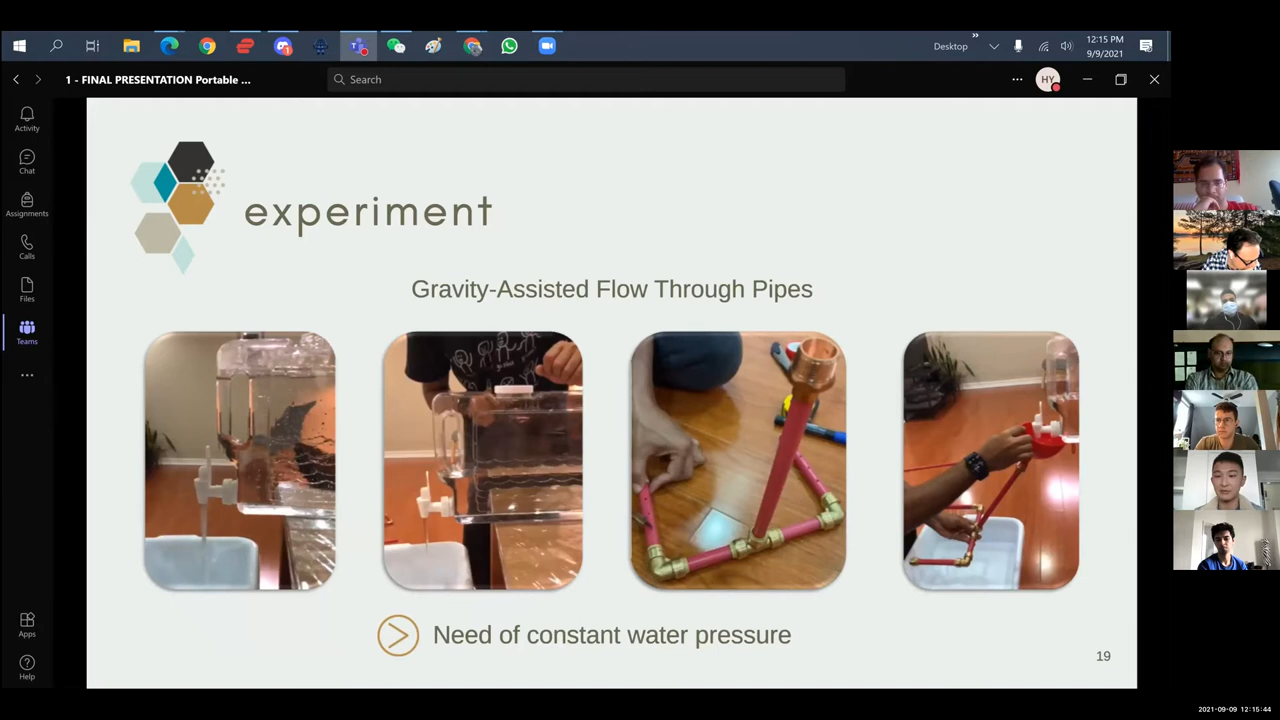 Desktop
12:15 PM
9/9/2021
1 - FINAL PRESENTATION Portable ...
Search
HY
Activity
Chat
Assignments
Calls
Files
Teams
Apps
Help
experiment
Gravity-Assisted Flow Through Pipes
Need of constant water pressure
19
2021-09-09 12:15:44